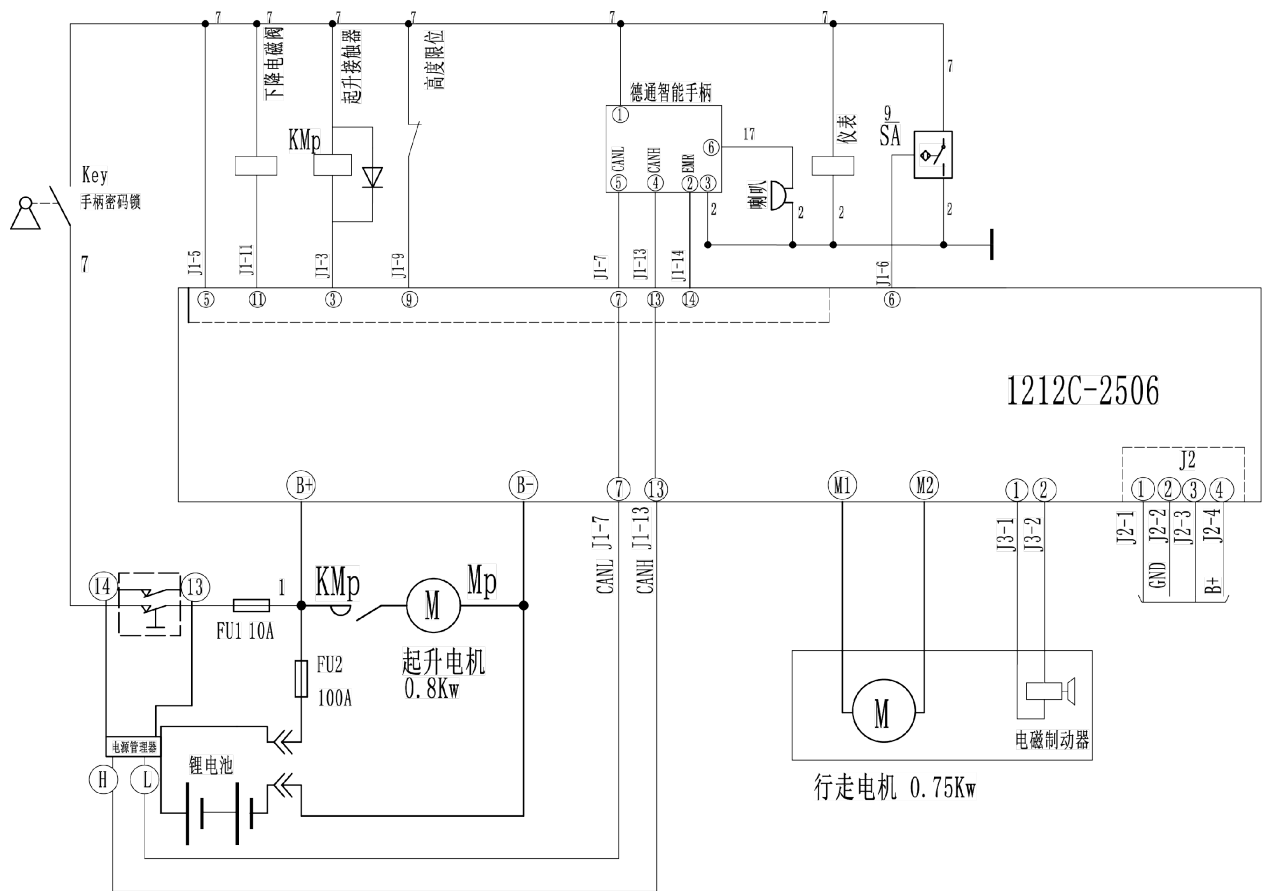 7 7 7 7 7 7
下降电磁阀
起升接触器
高度限位
德通智能手柄
仪表
7
9
SA
KMp
①
17
⑥
CANL
CANH
EMR
⑤ ④ ② ③
喇叭
Key
手柄密码锁
7
2 2 2 2
J1-5
J1-11
J1-3
J1-9
J1-7
J1-13
J1-14
J1-6
⑤ ⑪ ③ ⑨ ⑦ ⑬ ⑭ ⑥
1212C-2506
J2
B+ B- ⑦ ⑬ M1 M2 ① ② ① ② ③ ④
CANL J1-7
CANH J1-13
J3-1
J3-2
J2-1
GND J2-2
J2-3
B+ J2-4
⑭ ⑬ 1
KMp
M
Mp
FU1 10A
起升电机
0.8Kw
FU2
100A
M
电源管理器
电磁制动器
H L
锂电池
行走电机 0.75Kw